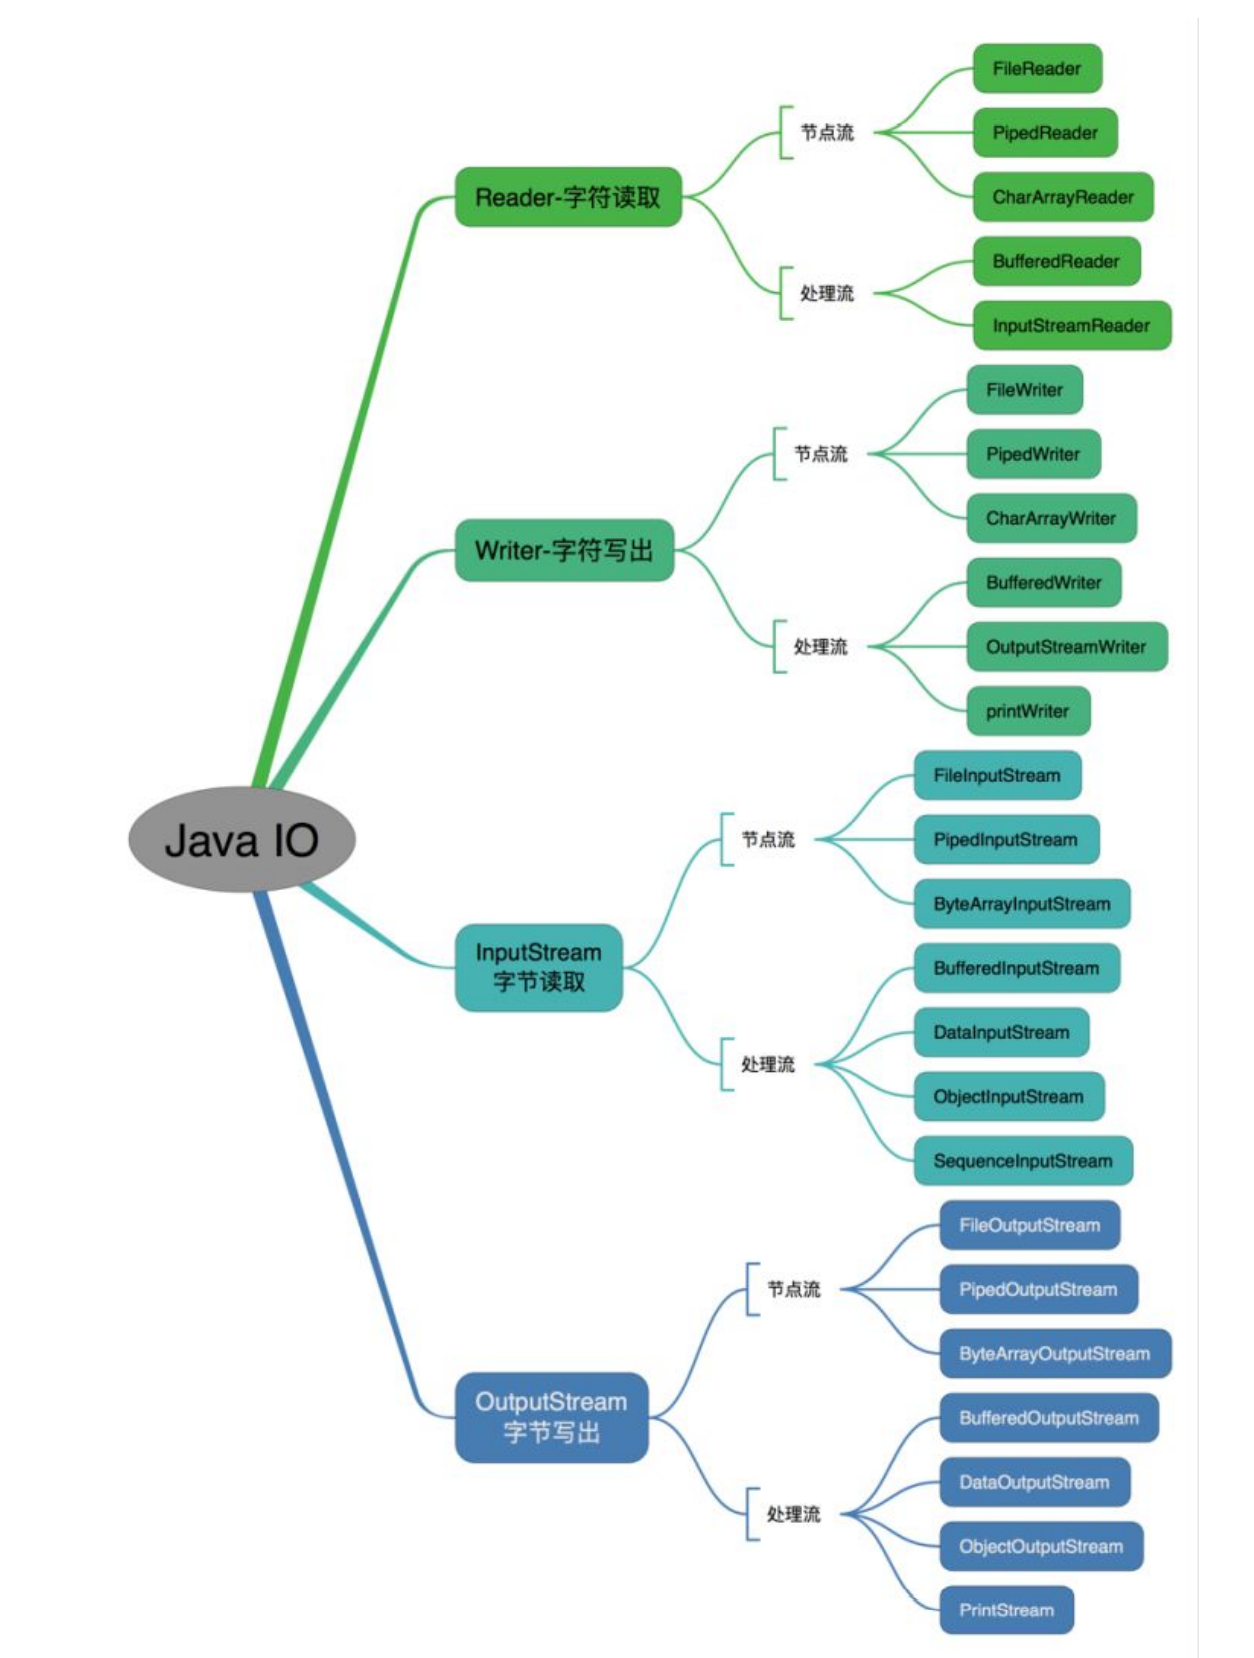 Java IO
Reader-字符读取
节点流
FileReader
PipedReader
CharArrayReader
处理流
BufferedReader
InputStreamReader
Writer-字符写出
节点流
FileWriter
PipedWriter
CharArrayWriter
处理流
BufferedWriter
OutputStreamWriter
printWriter
InputStream
字节读取
节点流
FileInputStream
PipedInputStream
ByteArrayInputStream
处理流
BufferedInputStream
DataInputStream
ObjectInputStream
SequenceInputStream
OutputStream
字节写出
节点流
FileOutputStream
PipedOutputStream
ByteArrayOutputStream
处理流
BufferedOutputStream
DataOutputStream
ObjectOutputStream
PrintStream